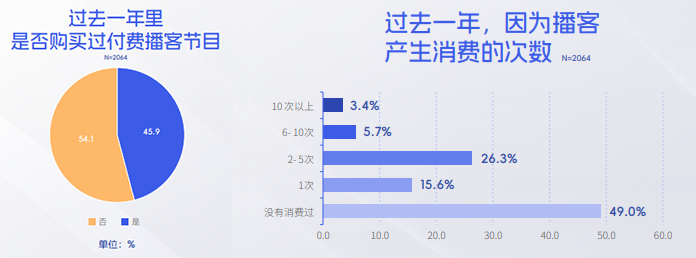 过去一年里
是否购买过付费播客节目
N=2064
54.1
45.9
否 是
单位：%
过去一年，因为播客
产生消费的次数 N=2064
10次以上 3.4%
6-10次 5.7%
2-5次 26.3%
1次 15.6%
没有消费过 49.0%
0.0 10.0 20.0 30.0 40.0 50.0 60.0